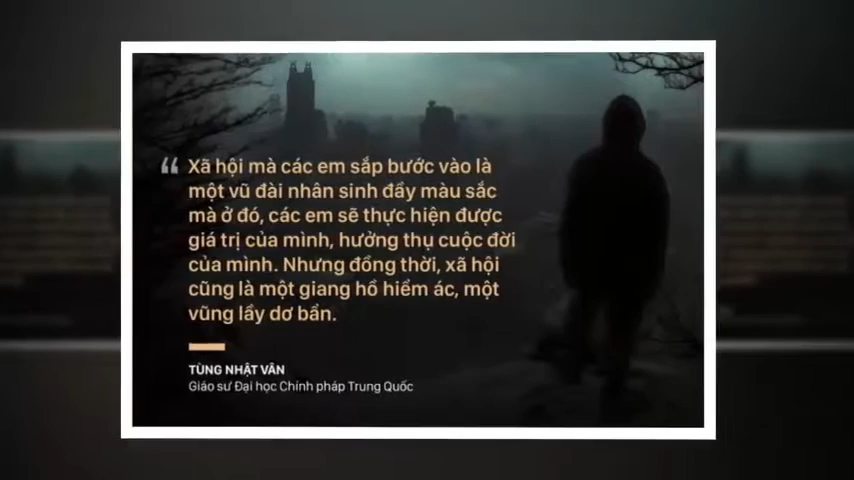 “ Xã hội mà các em sắp bước vào là
một vũ đài nhân sinh đầy màu sắc
mà ở đó, các em sẽ thực hiện được
giá trị của mình, hưởng thụ cuộc đời
của mình. Nhưng đồng thời, xã hội
cũng là một giang hồ hiểm ác, một
vũng lầy dơ bẩn.
TÙNG NHẬT VÂN
Giáo sư Đại học Chính pháp Trung Quốc